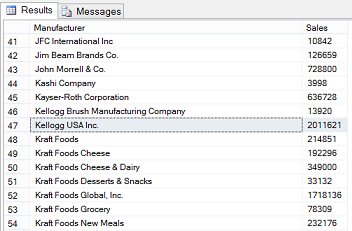 Results Messages
Manufacturer Sales
41 JFC International Inc 10842
42 Jim Beam Brands Co. 126659
43 John Morrell & Co. 728800
44 Kashi Company 3998
45 Kayser-Roth Corporation 636728
46 Kellogg Brush Manufacturing Company 13920
47 Kellogg USA Inc. 2011621
48 Kraft Foods 214851
49 Kraft Foods Cheese 192296
50 Kraft Foods Cheese & Dairy 349000
51 Kraft Foods Desserts & Snacks 33132
52 Kraft Foods Global, Inc. 1718136
53 Kraft Foods Grocery 78309
54 Kraft Foods New Meals 232176